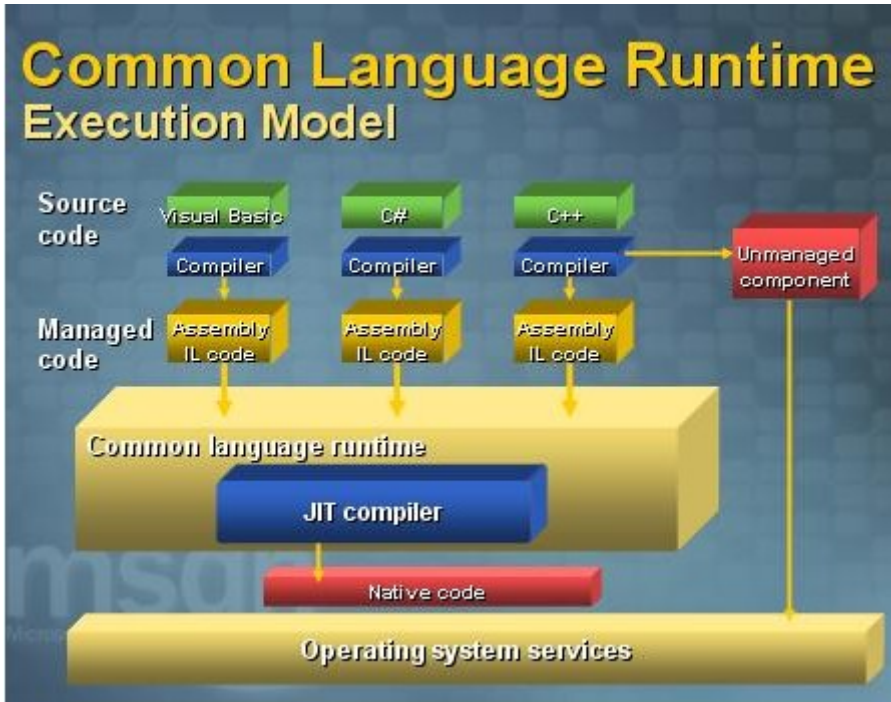 Common Language Runtime
Execution Model
Source
code
Visual Basic
C#
C++
Compiler
Compiler
Compiler
Unmanaged
component
Managed
code
Assembly
IL code
Assembly
IL code
Assembly
IL code
Common language runtime
JIT compiler
msdn
Native code
Operating system services